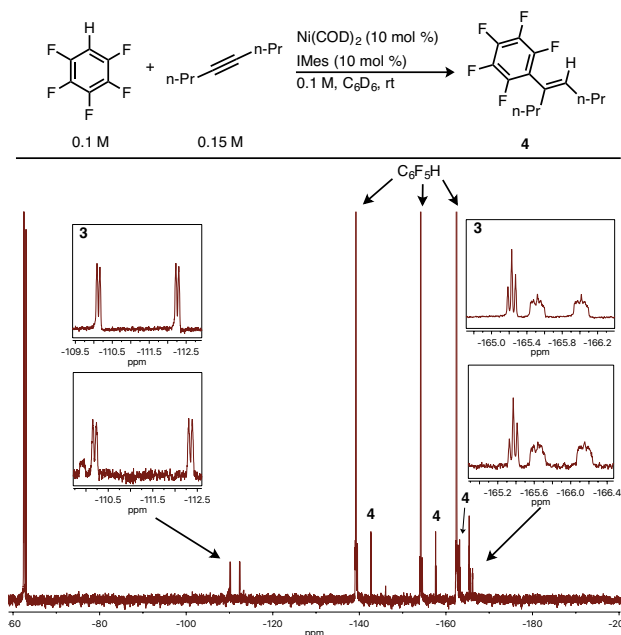 H
F
F
F
F
F
+
n-Pr
n-Pr
Ni(COD)2 (10 mol %)
IMes (10 mol %)
0.1 M, C6D6, rt
F
F
F
F
F
H
n-Pr
n-Pr
0.1 M
0.15 M
4
C6F5H
3
-109.5 -110.5 -111.5 -112.5
ppm
3
-165.0 -165.4 -165.8 -166.2
ppm
-110.5 -111.5 -112.5
ppm
-165.2 -165.6 -166.0 -166.4
ppm
4
4
4
-60 -80 -100 -120 -140 -160 -180 -200
ppm